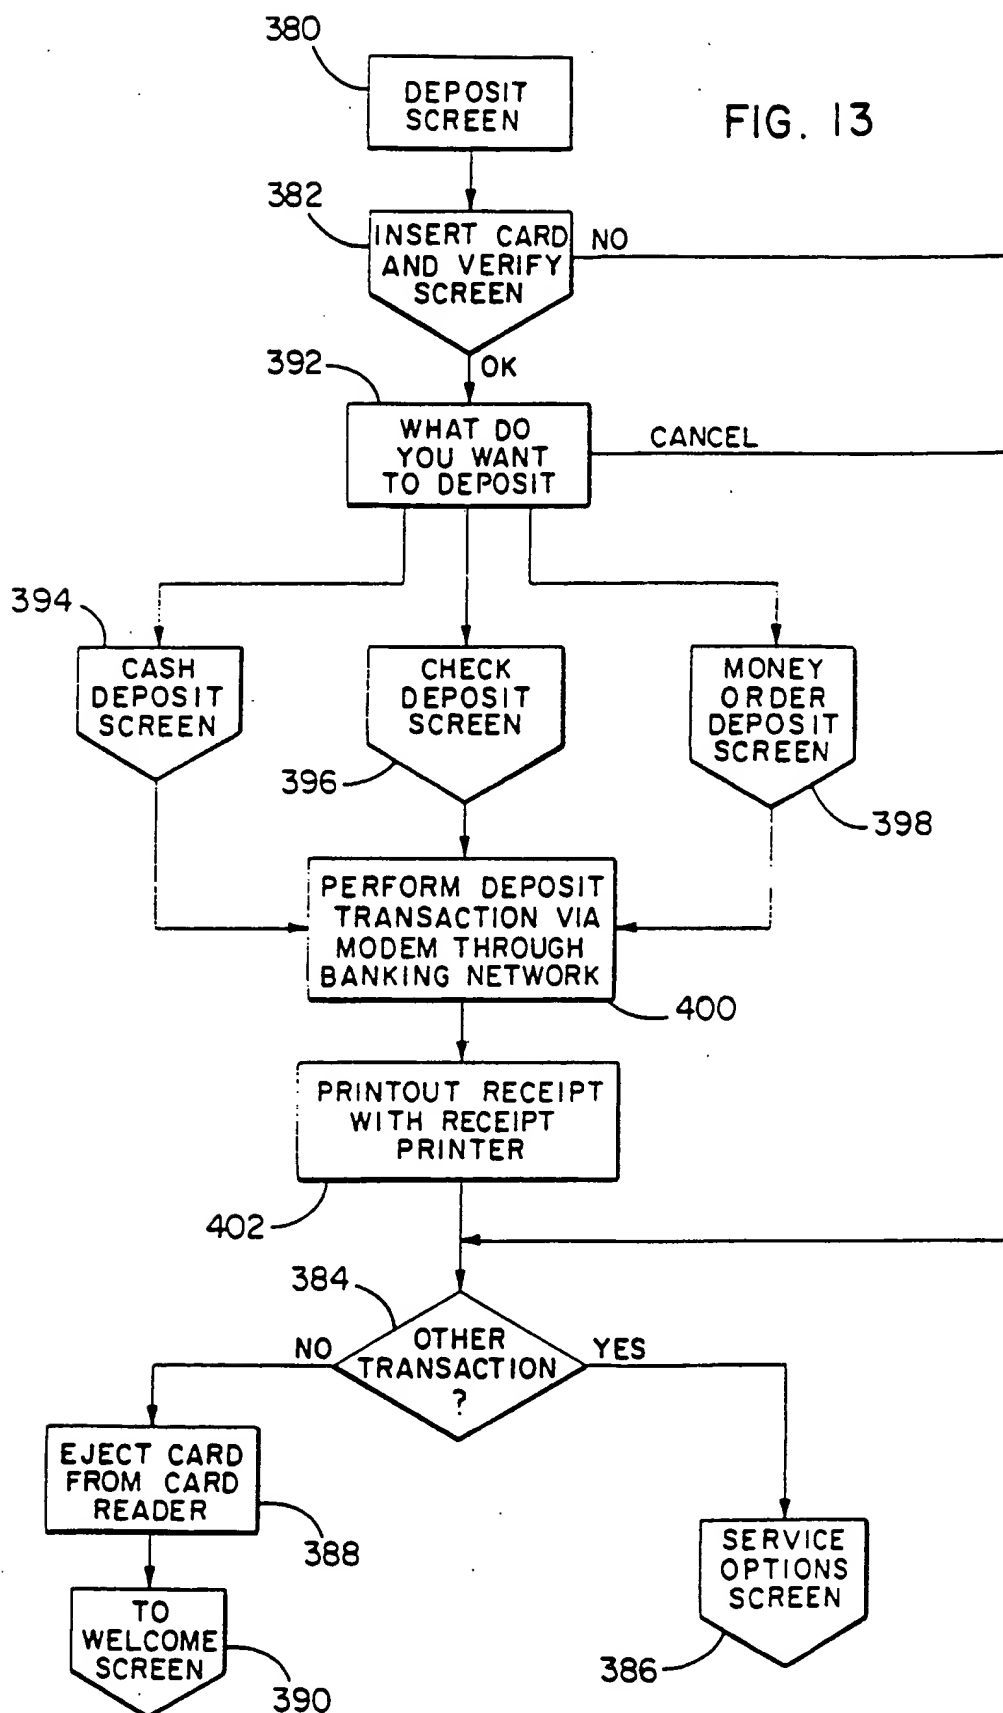 380
DEPOSIT
SCREEN
FIG. 13
382
INSERT CARD
AND VERIFY
SCREEN
NO
OK
392
WHAT DO
YOU WANT
TO DEPOSIT
CANCEL
394
CASH
DEPOSIT
SCREEN
CHECK
DEPOSIT
SCREEN
396
MONEY
ORDER
DEPOSIT
SCREEN
398
PERFORM DEPOSIT
TRANSACTION VIA
MODEM THROUGH
BANKING NETWORK
400
PRINTOUT RECEIPT
WITH RECEIPT
PRINTER
402
384
OTHER
TRANSACTION
?
NO
YES
EJECT CARD
FROM CARD
READER
388
TO
WELCOME
SCREEN
390
SERVICE
OPTIONS
SCREEN
386